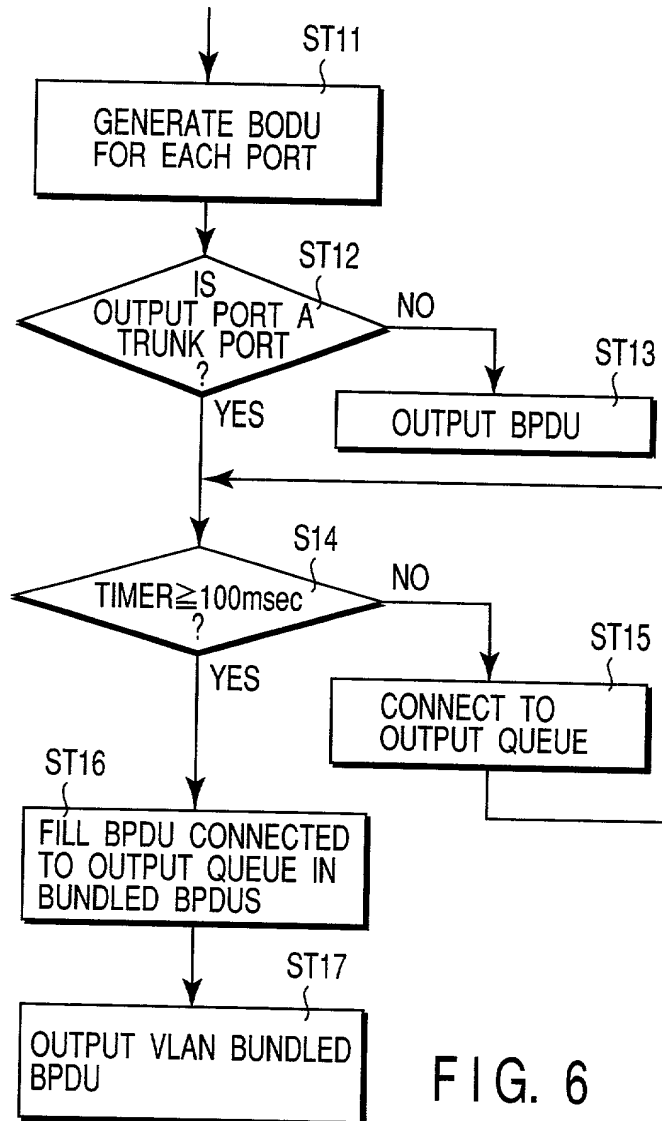 ST11
GENERATE BODU
FOR EACH PORT
ST12
IS
OUTPUT PORT A
TRUNK PORT
?
NO
YES
ST13
OUTPUT BPDU
S14
TIMER≧100msec
?
NO
YES
ST15
CONNECT TO
OUTPUT QUEUE
ST16
FILL BPDU CONNECTED
TO OUTPUT QUEUE IN
BUNDLED BPDUS
ST17
OUTPUT VLAN BUNDLED
BPDU
FIG. 6